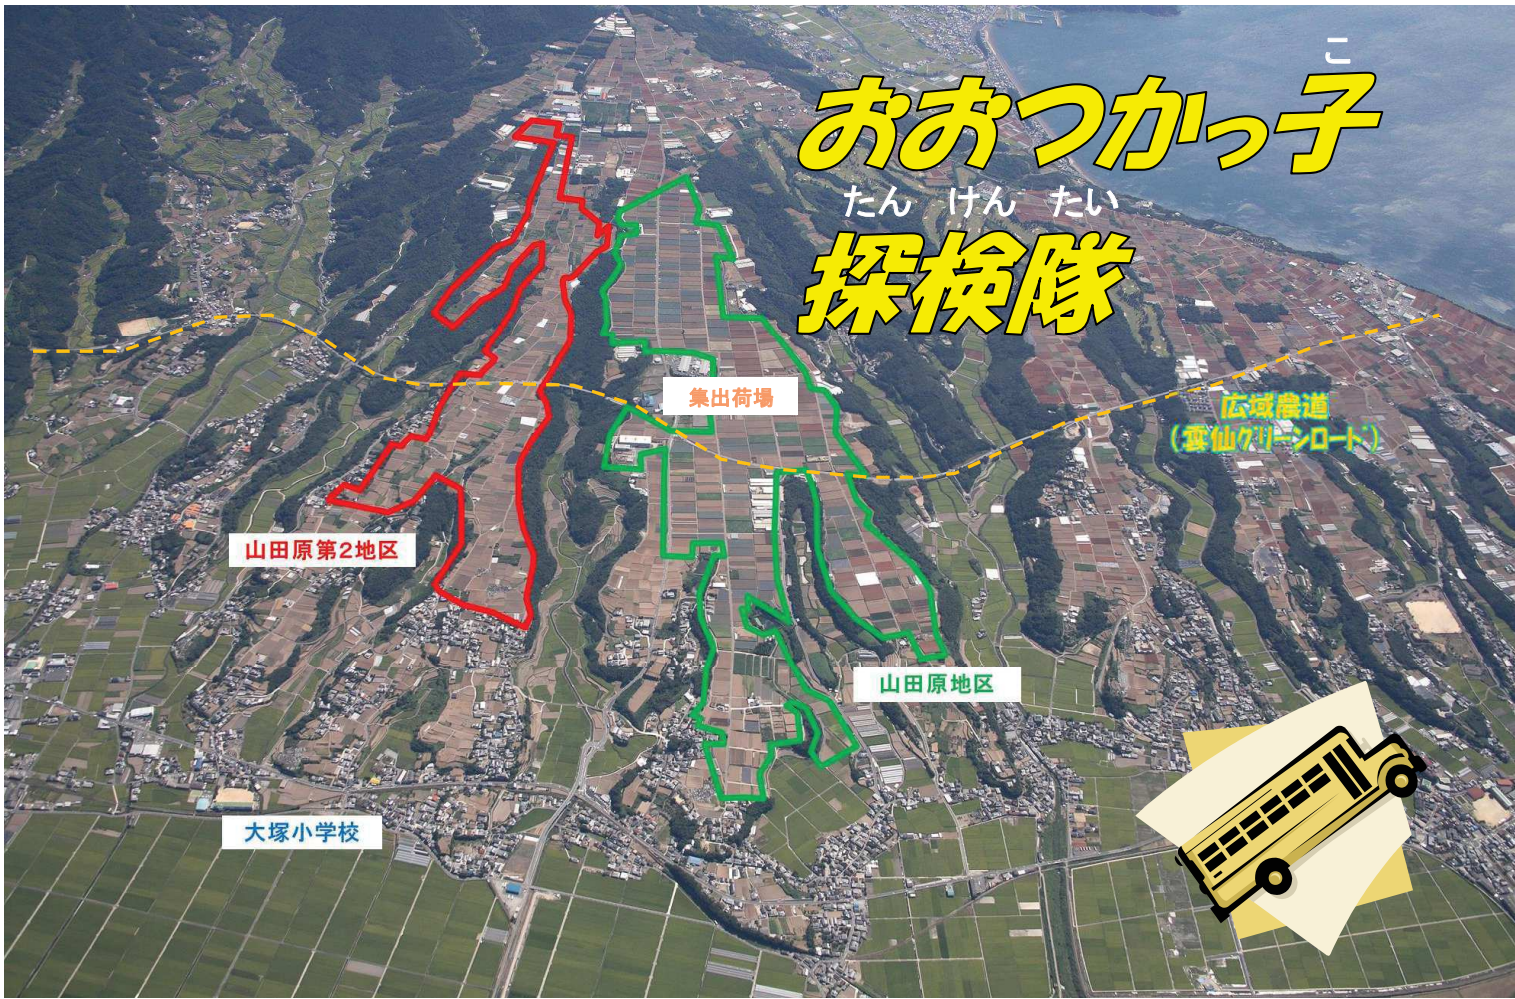 こ
おおつかっ子
たん けん たい
探検隊
集出荷場
広域農道
(雲仙グリーンロード)
山田原第2地区
山田原地区
大塚小学校